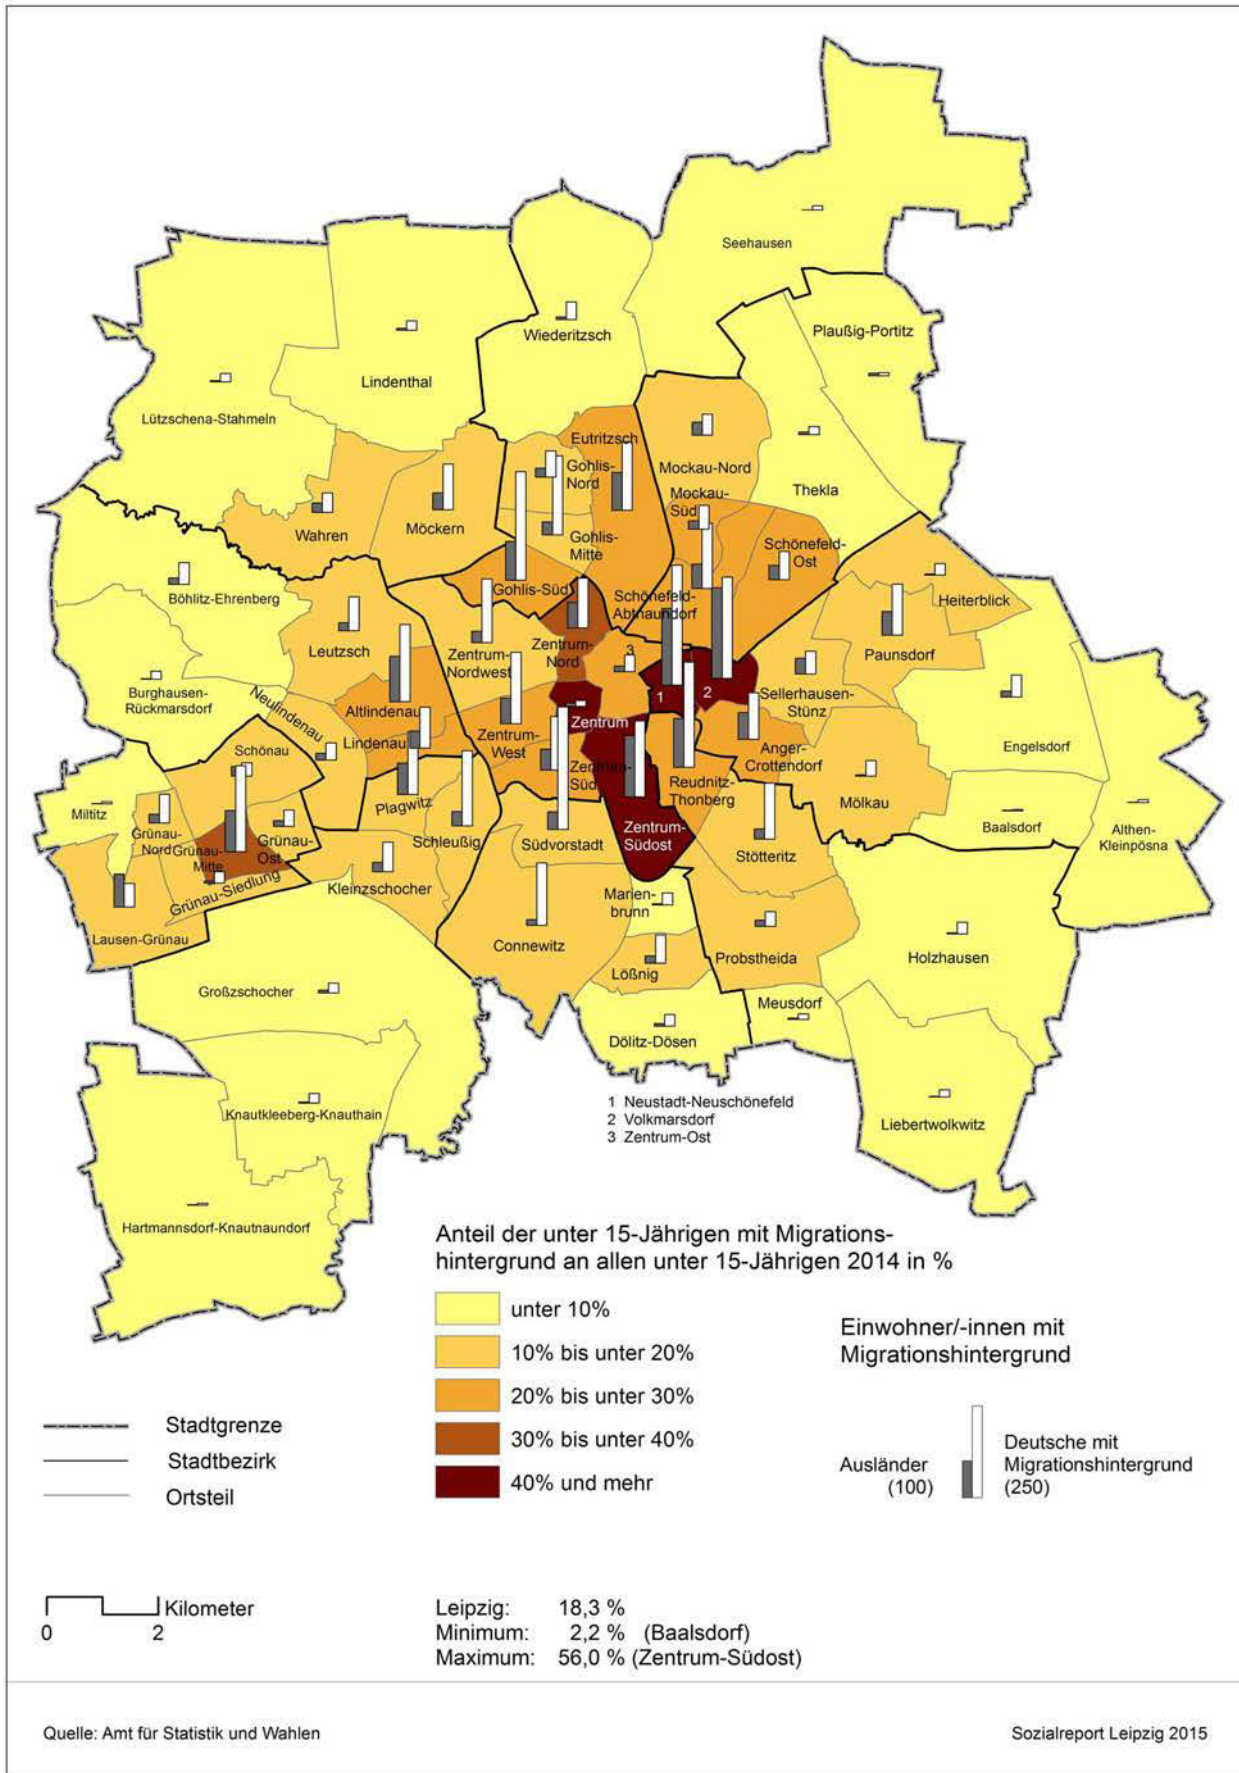 Seehausen
Plaußig-Portitz
Wiederitzsch
Lindenthal
Lützschena-Stahmeln
Eutritzsch
Gohlis-
Nord
Mockau-Nord
Thekla
Mockau-
Süd
Wahren
Möckern
Gohlis-
Mitte
Schönefeld-
Ost
Böhlitz-Ehrenberg
Gohlis-Süd
Schönefeld-
Abtnaundorf
Heiterblick
Leutzsch
Zentrum-
Nordwest
Zentrum-
Nord
3
Paunsdorf
Burghausen-
Rückmarsdorf
Neulindenau
Altlindenau
1
2
Sellerhausen-
Stünz
Lindenau
Zentrum-
West
Zentrum
Engelsdorf
Schönau
Zentrum-
Süd
Anger-
Crottendorf
Reudnitz-
Thonberg
Mölkau
Miltitz
Plagwitz
Grünau-
Nord
Grünau-
Mitte
Grünau-
Ost
Schleußig
Südvorstadt
Zentrum-
Südost
Stötteritz
Baalsdorf
Althen-
Kleinpösna
Grünau-Siedlung
Kleinzschocher
Marien-
brunn
Lausen-Grünau
Connewitz
Lößnig
Probstheida
Holzhausen
Großzschocher
Meusdorf
Dölitz-Dösen
Knautkleeberg-Knauthain
1 Neustadt-Neuschönefeld
2 Volkmarsdorf
3 Zentrum-Ost
Liebertwolkwitz
Hartmannsdorf-Knautnaundorf
Anteil der unter 15-Jährigen mit Migrations-
hintergrund an allen unter 15-Jährigen 2014 in %
unter 10%
10% bis unter 20%
20% bis unter 30%
30% bis unter 40%
40% und mehr
Einwohner/-innen mit
Migrationshintergrund
Ausländer
(100)
Deutsche mit
Migrationshintergrund
(250)
Stadtgrenze
Stadtbezirk
Ortsteil
Kilometer
0 2
Leipzig: 18,3 %
Minimum: 2,2 % (Baalsdorf)
Maximum: 56,0 % (Zentrum-Südost)
Quelle: Amt für Statistik und Wahlen
Sozialreport Leipzig 2015